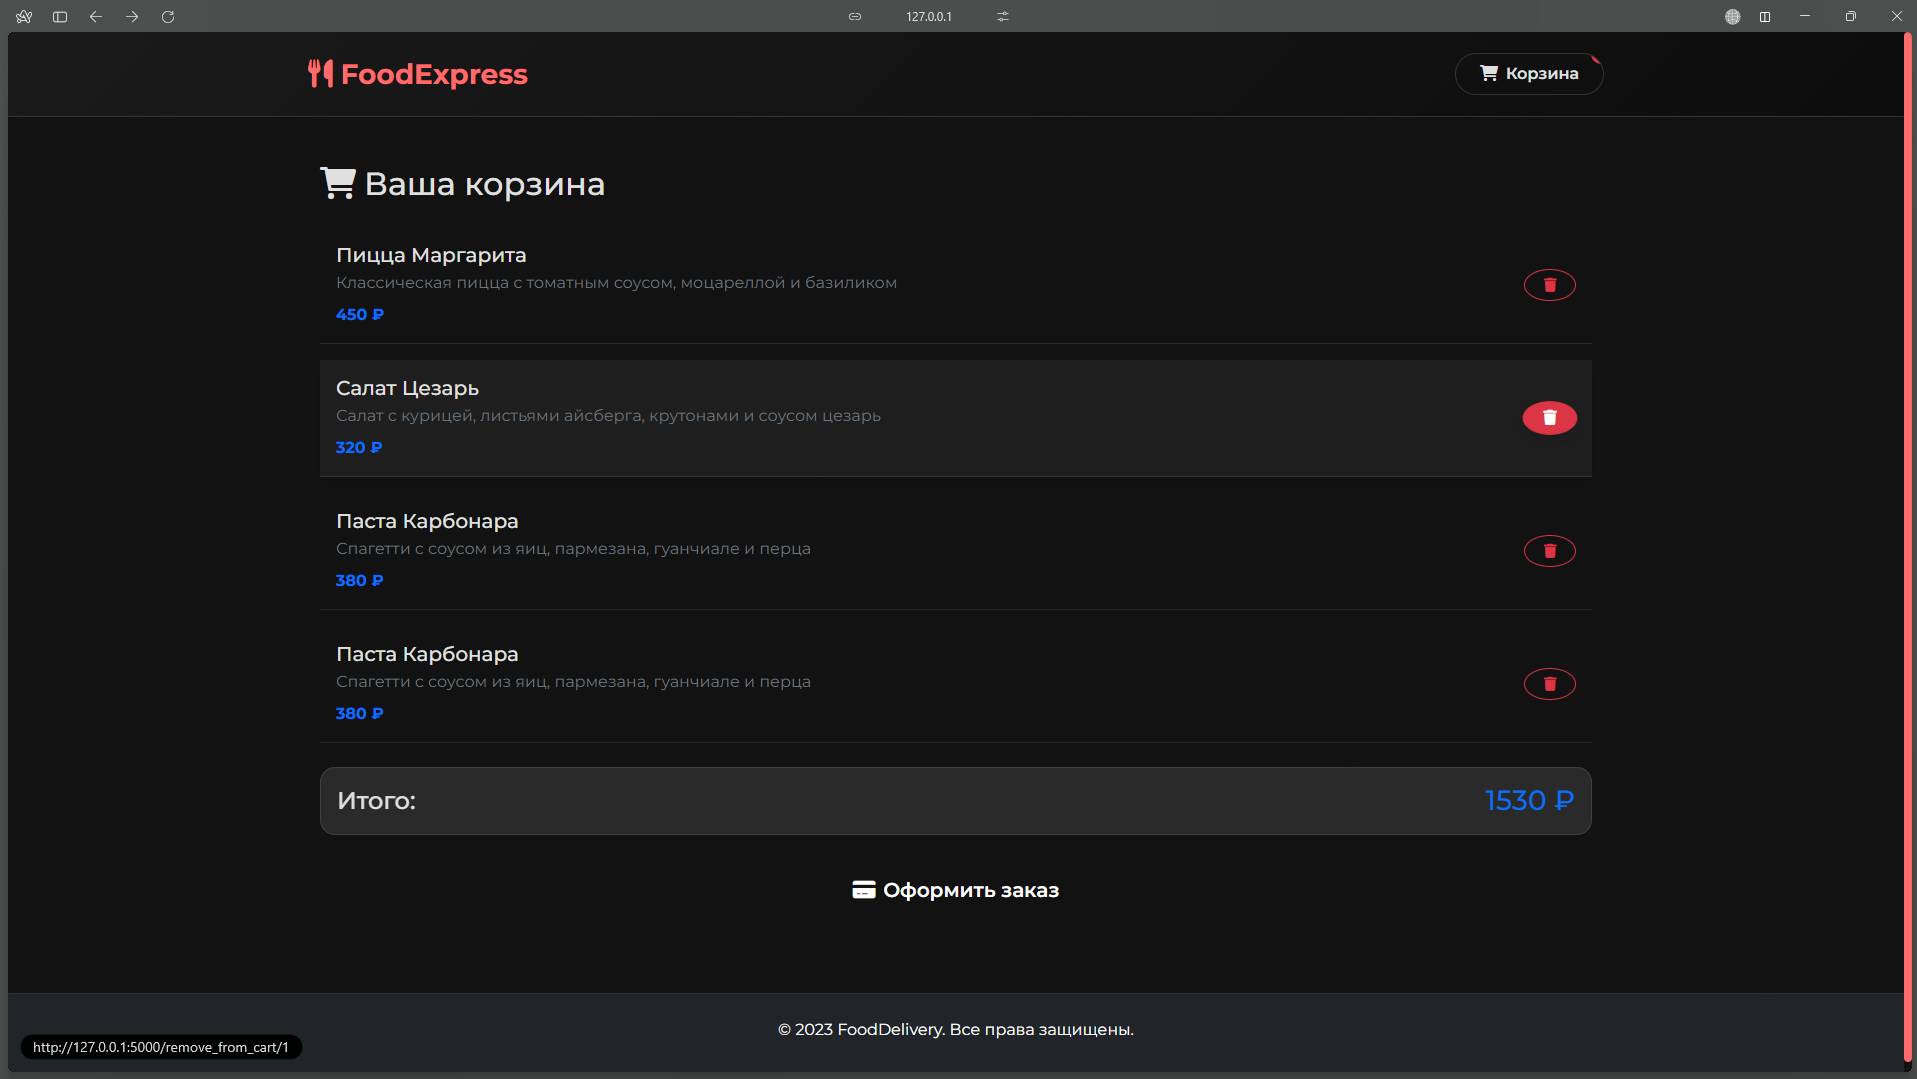 127.0.0.1
FoodExpress
Корзина
Ваша корзина
Пицца Маргарита
Классическая пицца с томатным соусом, моцареллой и базиликом
450 ₽
Салат Цезарь
Салат с курицей, листьями айсберга, крутонами и соусом цезарь
320 ₽
Паста Карбонара
Спагетти с соусом из яиц, пармезана, гуанчиале и перца
380 ₽
Паста Карбонара
Спагетти с соусом из яиц, пармезана, гуанчиале и перца
380 ₽
Итого: 1530 ₽
Оформить заказ
© 2023 FoodDelivery. Все права защищены.
http://127.0.0.1:5000/remove_from_cart/1